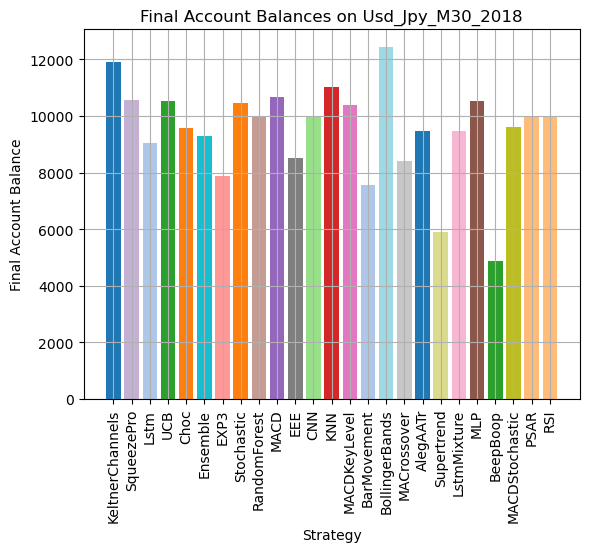 Final Account Balances on Usd_Jpy_M30_2018
Final Account Balance
12000
10000
8000
6000
4000
2000
0
KeltnerChannels
SqueezePro
Lstm
UCB
Choc
Ensemble
EXP3
Stochastic
RandomForest
MACD
EEE
CNN
KNN
MACDKeyLevel
BarMovement
BollingerBands
MACrossover
AlegAATr
Supertrend
LstmMixture
MLP
BeepBoop
MACDStochastic
PSAR
RSI
Strategy